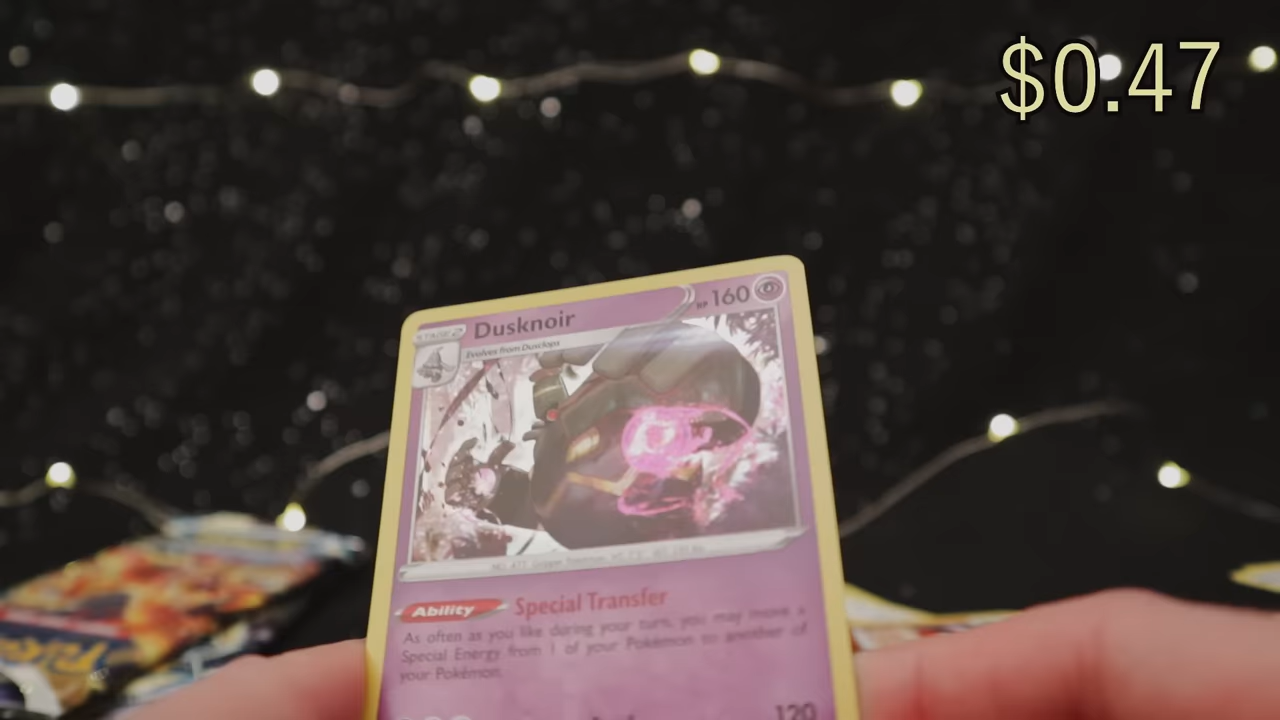 $0.47
STAGE 2
Dusknoir
HP 160
Evolves from Dusclops
Ability
Special Transfer
As often as you like during your turn, you may move a
Special Energy from 1 of your Pokémon to another of
your Pokémon.
120